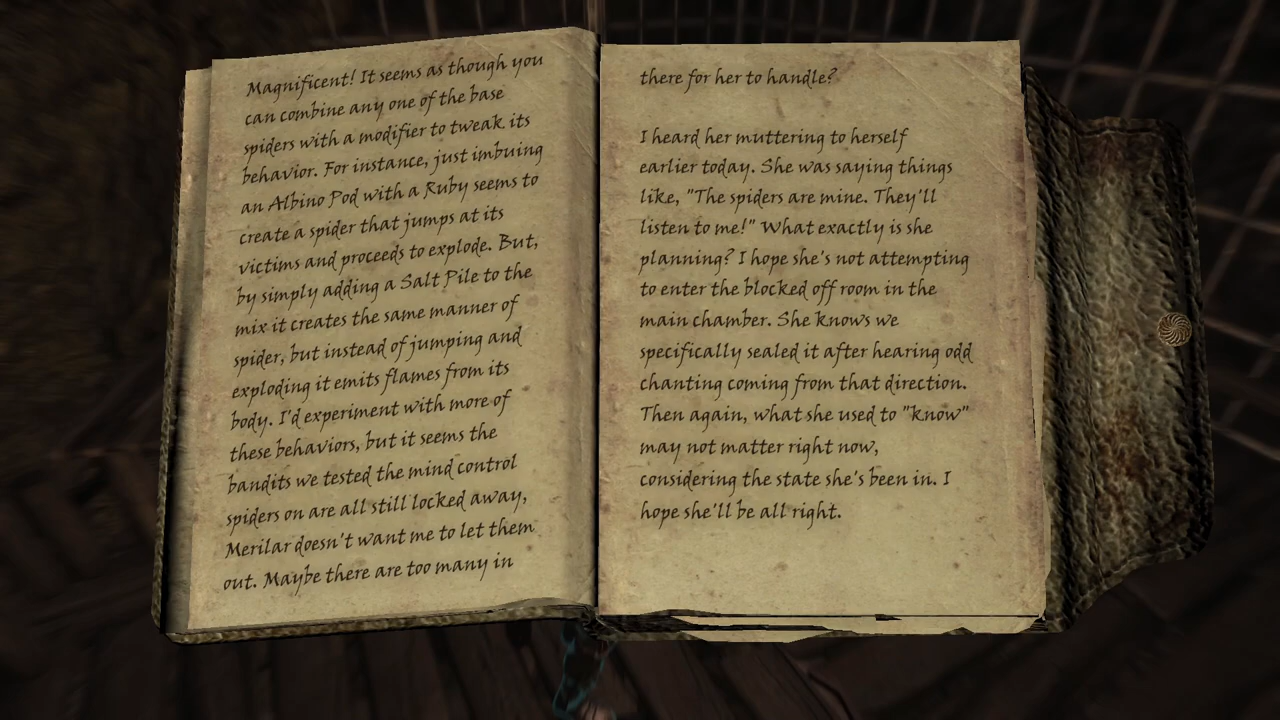 Magnificent! It seems as though you
can combine any one of the base
spiders with a modifier to tweak its
behavior. For instance, just imbuing
an Albino Pod with a Ruby seems to
create a spider that jumps at its
victims and proceeds to explode. But,
by simply adding a Salt Pile to the
mix it creates the same manner of
spider, but instead of jumping and
exploding it emits flames from its
body. I'd experiment with more of
these behaviors, but it seems the
bandits we tested the mind control
spiders on are all still locked away,
Merilar doesn't want me to let them
out. Maybe there are too many in
there for her to handle?
I heard her muttering to herself
earlier today. She was saying things
like, "The spiders are mine. They'll
listen to me!" What exactly is she
planning? I hope she's not attempting
to enter the blocked off room in the
main chamber. She knows we
specifically sealed it after hearing odd
chanting coming from that direction.
Then again, what she used to "know"
may not matter right now,
considering the state she's been in. I
hope she'll be all right.